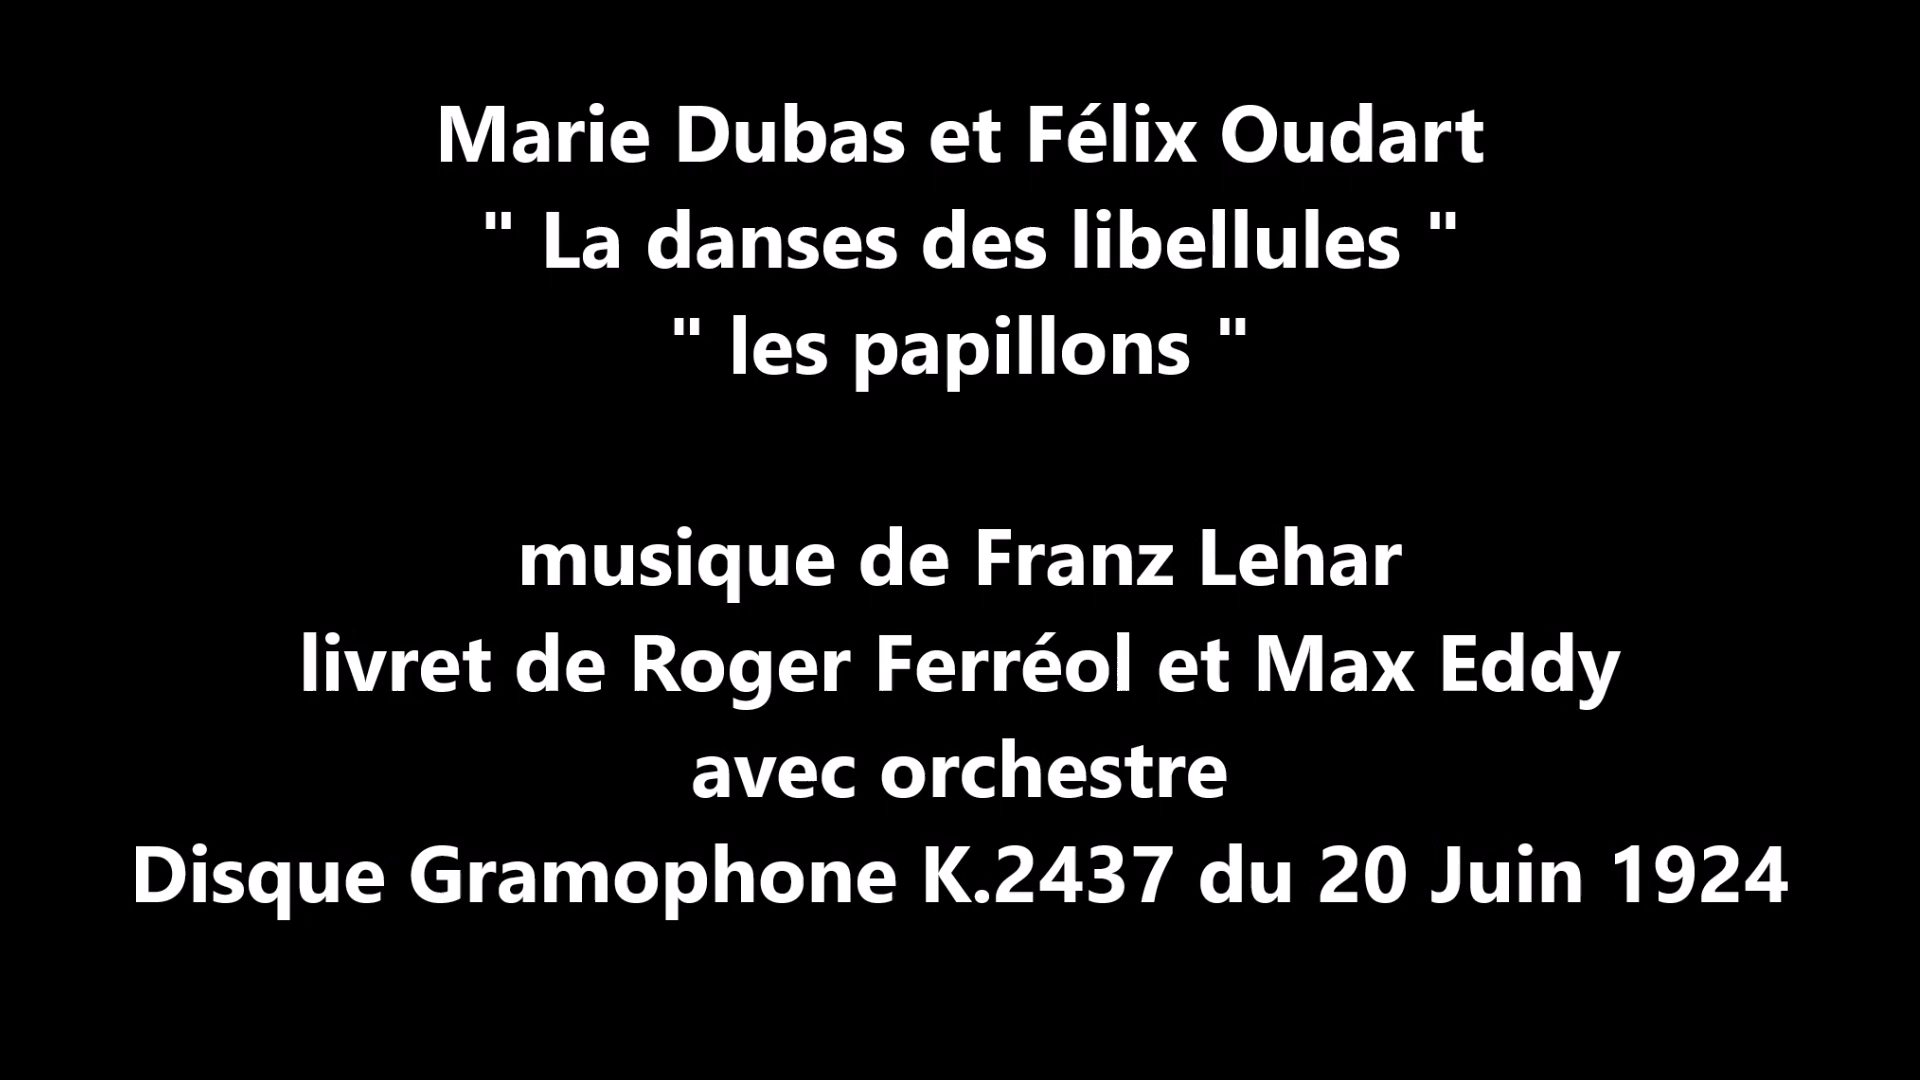 Marie Dubas et Félix Oudart
" La danses des libellules "
" les papillons "
musique de Franz Lehar
livret de Roger Ferréol et Max Eddy
avec orchestre
Disque Gramophone K.2437 du 20 Juin 1924